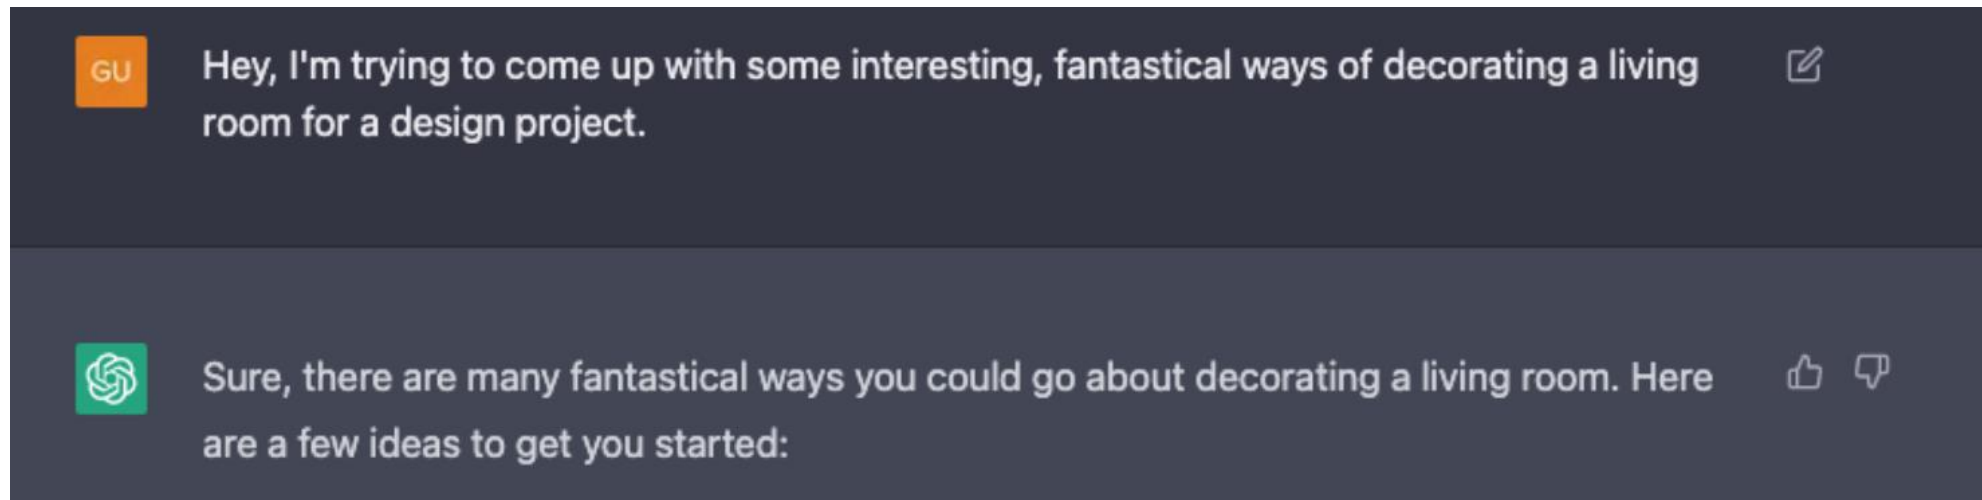 GU
Hey, I'm trying to come up with some interesting, fantastical ways of decorating a living
room for a design project.
Sure, there are many fantastical ways you could go about decorating a living room. Here
are a few ideas to get you started: